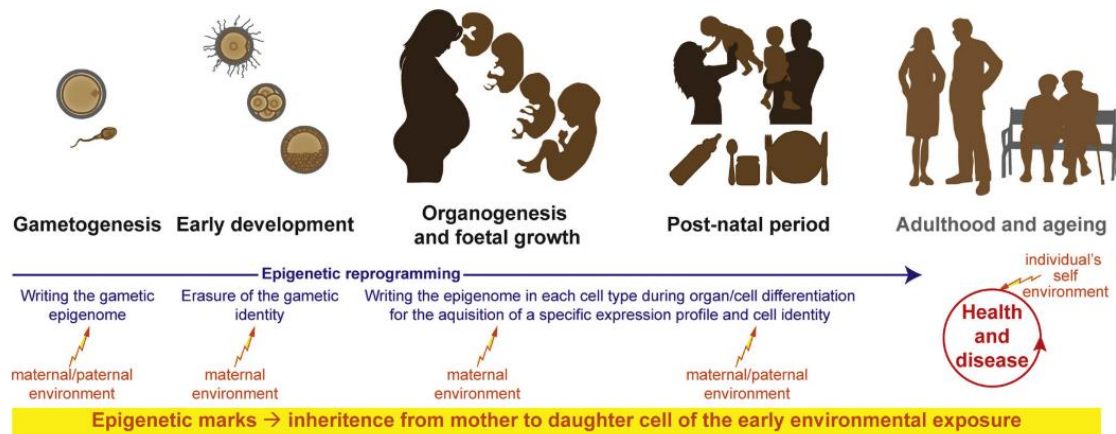 Gametogenesis
Early development
Organogenesis
and foetal growth
Post-natal period
Adulthood and ageing
Epigenetic reprogramming
Writing the gametic
epigenome
Erasure of the gametic
identity
Writing the epigenome in each cell type during organ/cell differentiation
for the aquisition of a specific expression profile and cell identity
individual's
self
environment
Health
and
disease
maternal/paternal
environment
maternal
environment
maternal
environment
maternal/paternal
environment
Epigenetic marks → inheritence from mother to daughter cell of the early environmental exposure